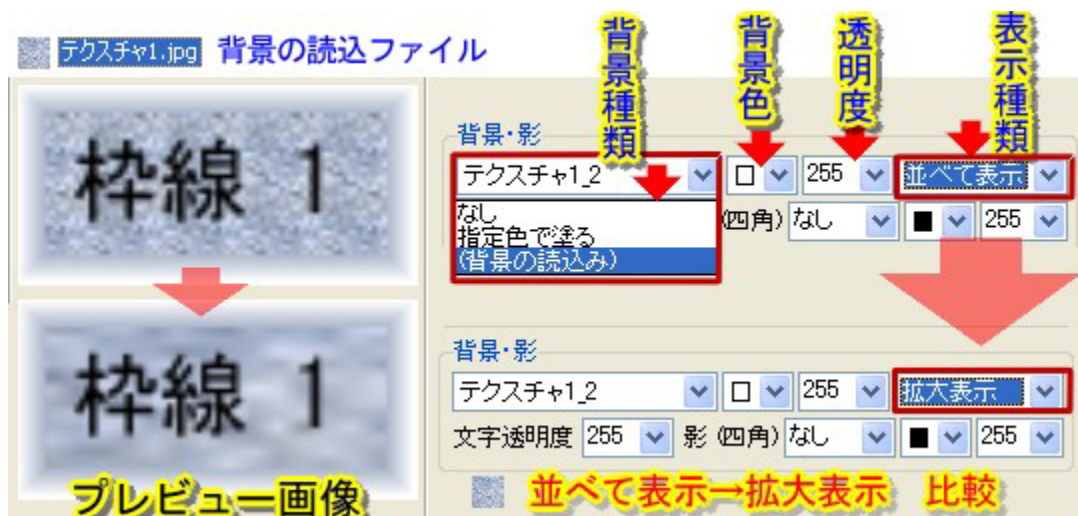 テクスチャ1.jpg 背景の読込ファイル
背景種類
背景色
透明度
表示種類
枠線 1
背景・影
テクスチャ1_2 255 並べて表示
なし
指定色で塗る
(背景の読込み)
(四角) なし 255
枠線 1
背景・影
テクスチャ1_2 255 拡大表示
文字透明度 255 影 (四角) なし 255
プレビュー画像
並べて表示→拡大表示 比較